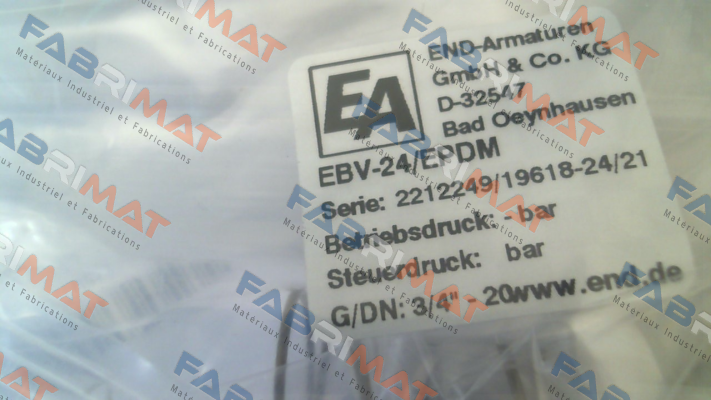 EA
END-Armaturen
GmbH & Co. KG
D-32547
Bad Oeynhausen
EBV-24/EPDM
Serie: 2212249/19618-24/21
Betriebsdruck: - bar
Steuerdruck: bar
G/DN: 3/4" - 20www.end.de
FABRIMAT
Materiaux Industriel et Fabrications